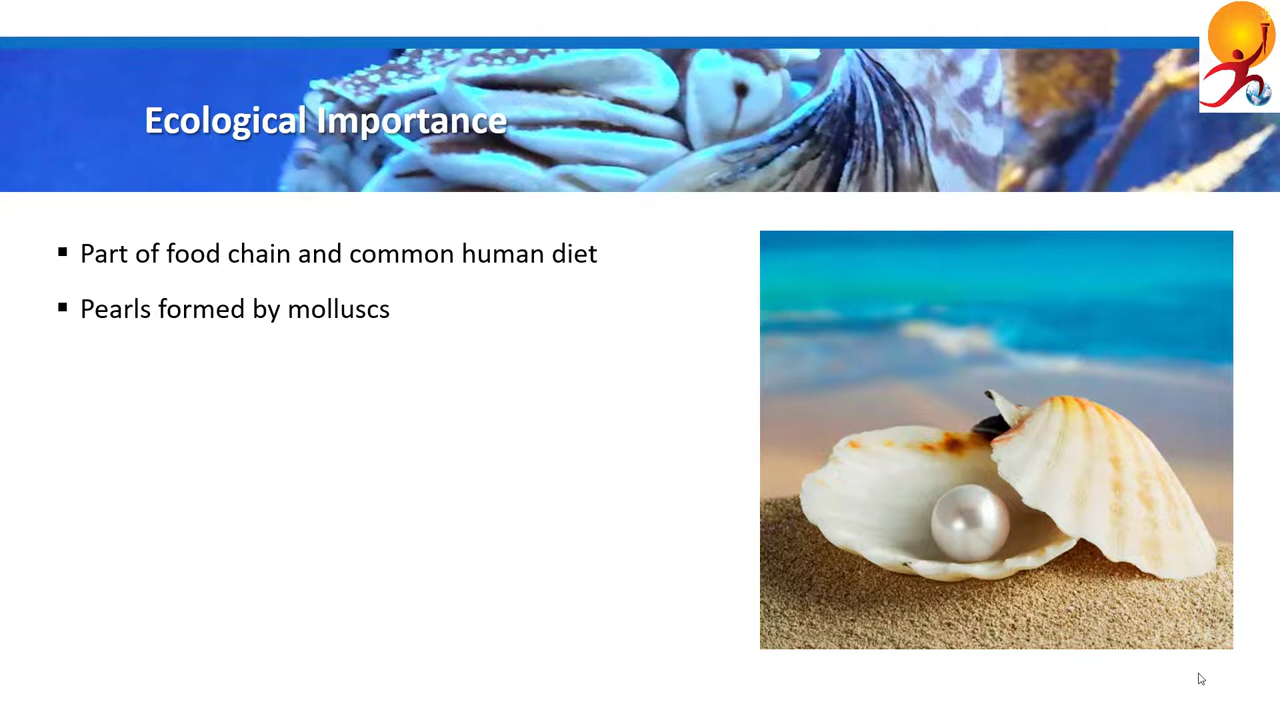 Ecological Importance
▪ Part of food chain and common human diet
▪ Pearls formed by molluscs